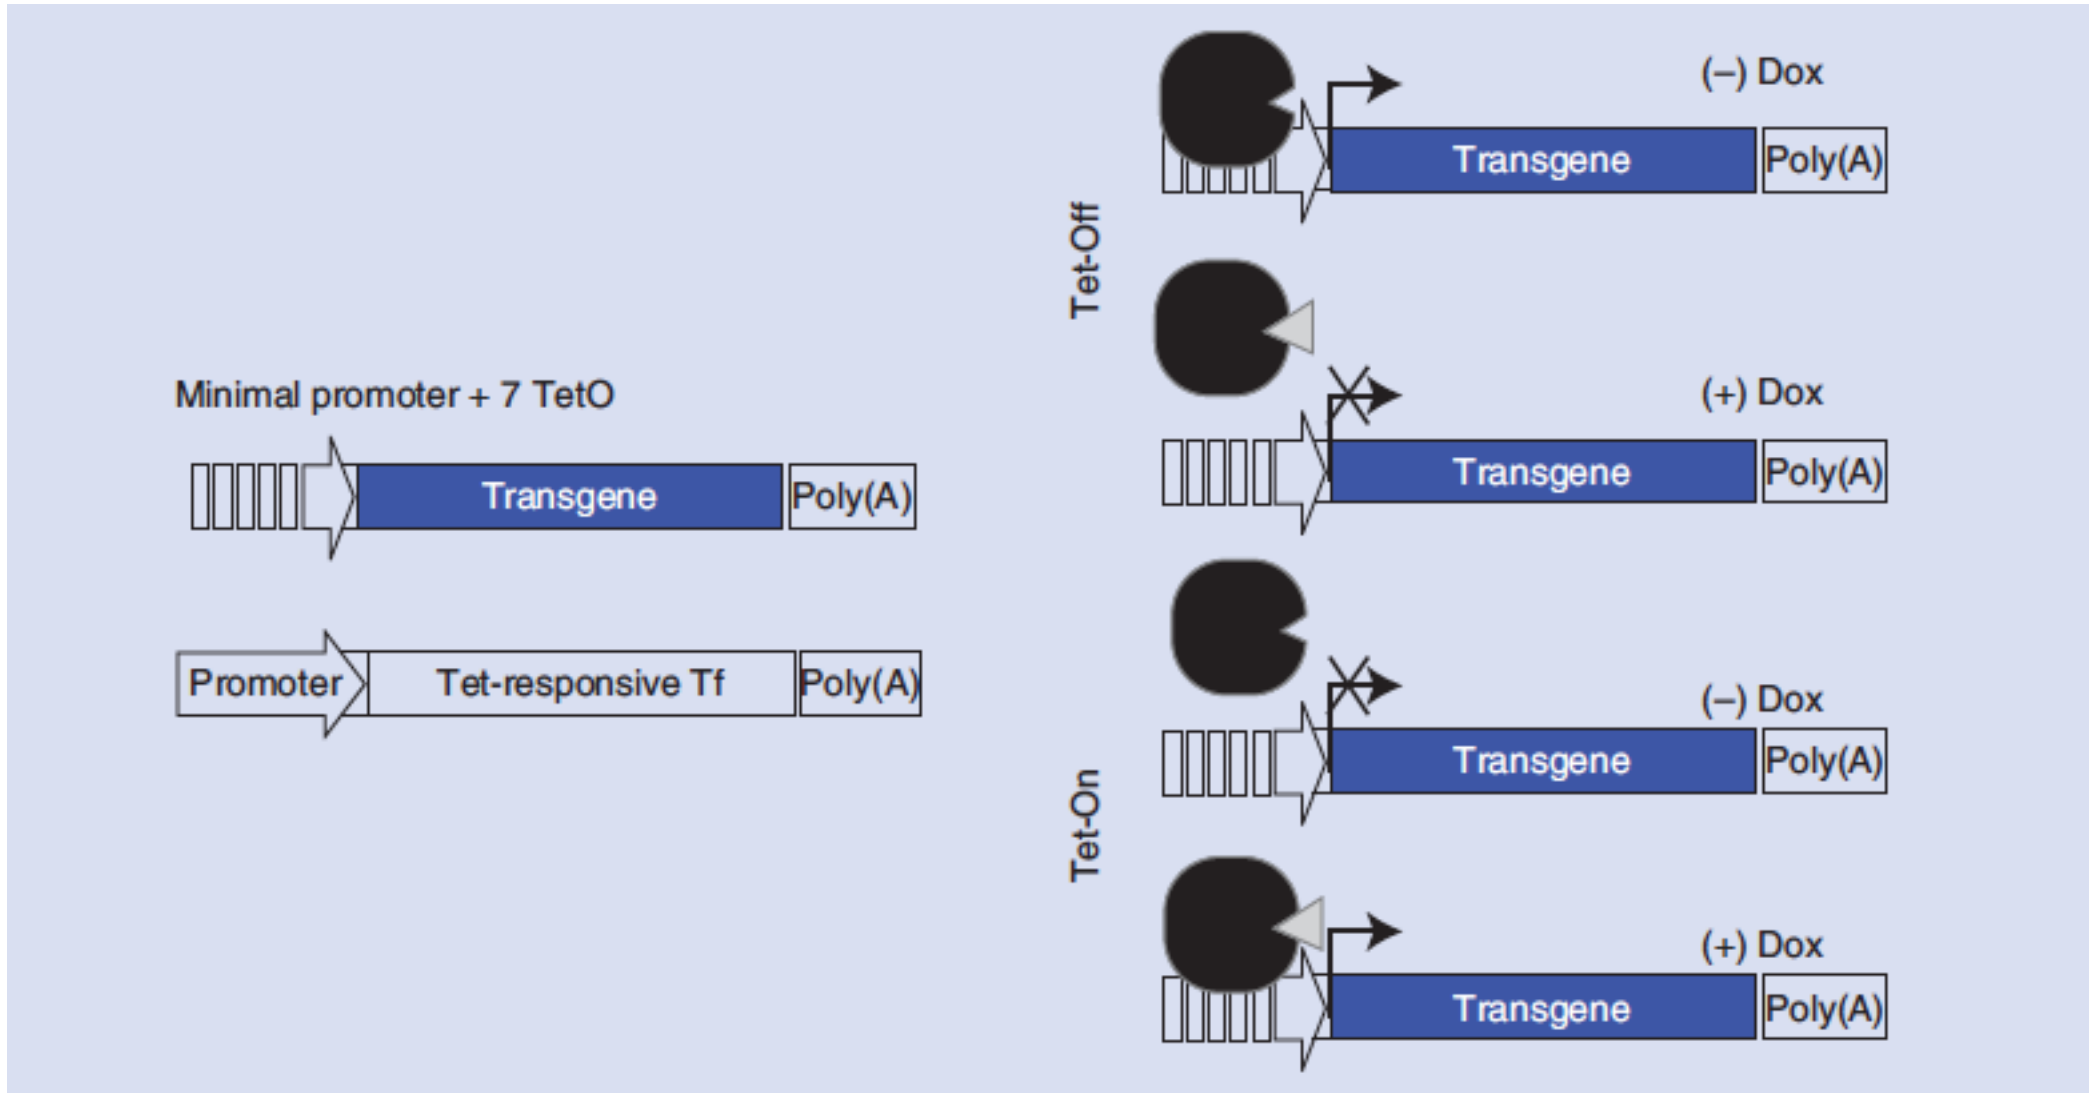 Minimal promoter + 7 TetO
Transgene Poly(A)
Promoter Tet-responsive Tf Poly(A)
Tet-Off
(–) Dox
Transgene Poly(A)
(+) Dox
Transgene Poly(A)
Tet-On
(–) Dox
Transgene Poly(A)
(+) Dox
Transgene Poly(A)